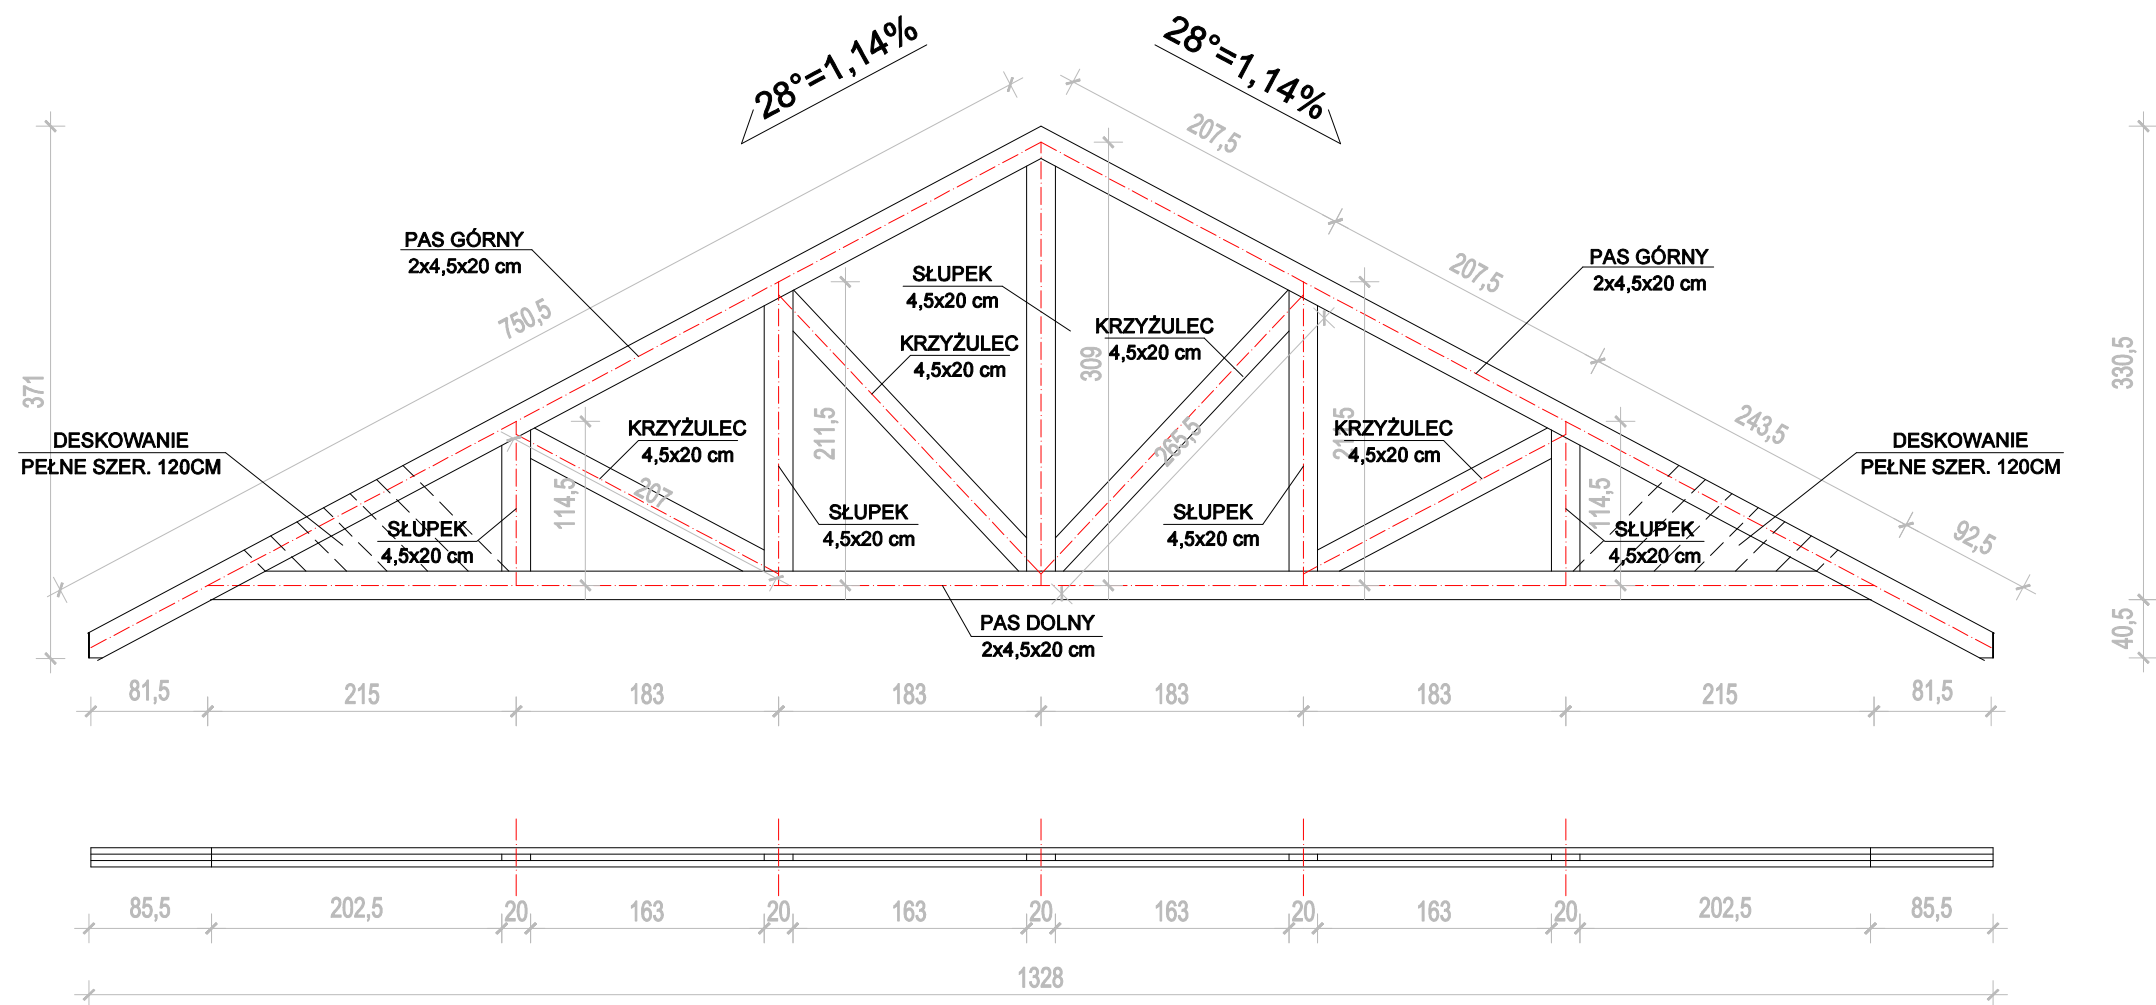 28°=1,14%
28°=1,14%
207,5
PAS GÓRNY
2x4,5x20 cm
750,5
SŁUPEK
4,5x20 cm
KRZYŻULEC
4,5x20 cm
KRZYŻULEC
4,5x20 cm
309
207,5
PAS GÓRNY
2x4,5x20 cm
371
330,5
DESKOWANIE
PEŁNE SZER. 120CM
KRZYŻULEC
4,5x20 cm
211,5
265,5
211,5
KRZYŻULEC
4,5x20 cm
243,5
DESKOWANIE
PEŁNE SZER. 120CM
SŁUPEK
4,5x20 cm
114,5
207
SŁUPEK
4,5x20 cm
SŁUPEK
4,5x20 cm
114,5
SŁUPEK
4,5x20 cm
92,5
PAS DOLNY
2x4,5x20 cm
40,5
81,5 215 183 183 183 183 215 81,5
85,5 202,5 20 163 20 163 20 163 20 163 20 202,5 85,5
1328